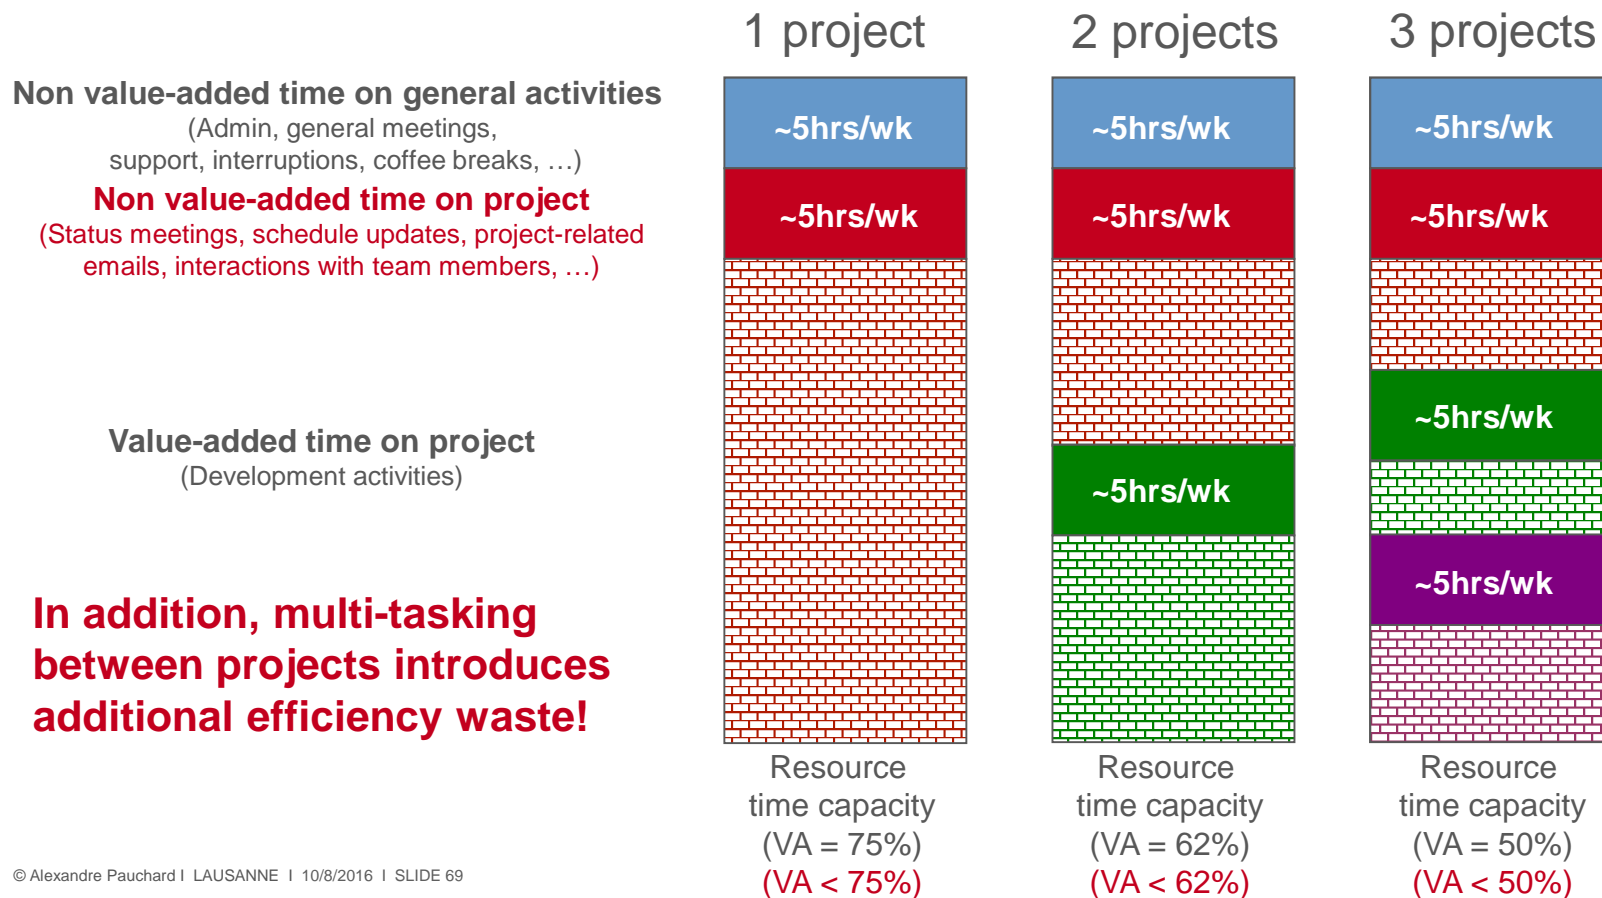 1 project
2 projects
3 projects
Non value-added time on general activities
(Admin, general meetings,
support, interruptions, coffee breaks, …)
Non value-added time on project
(Status meetings, schedule updates, project-related
emails, interactions with team members, …)
Value-added time on project
(Development activities)
In addition, multi-tasking
between projects introduces
additional efficiency waste!
~5hrs/wk
~5hrs/wk
Resource
time capacity
(VA = 75%)
(VA < 75%)
~5hrs/wk
~5hrs/wk
~5hrs/wk
Resource
time capacity
(VA = 62%)
(VA < 62%)
~5hrs/wk
~5hrs/wk
~5hrs/wk
~5hrs/wk
Resource
time capacity
(VA = 50%)
(VA < 50%)
© Alexandre Pauchard I LAUSANNE I 10/8/2016 I SLIDE 69